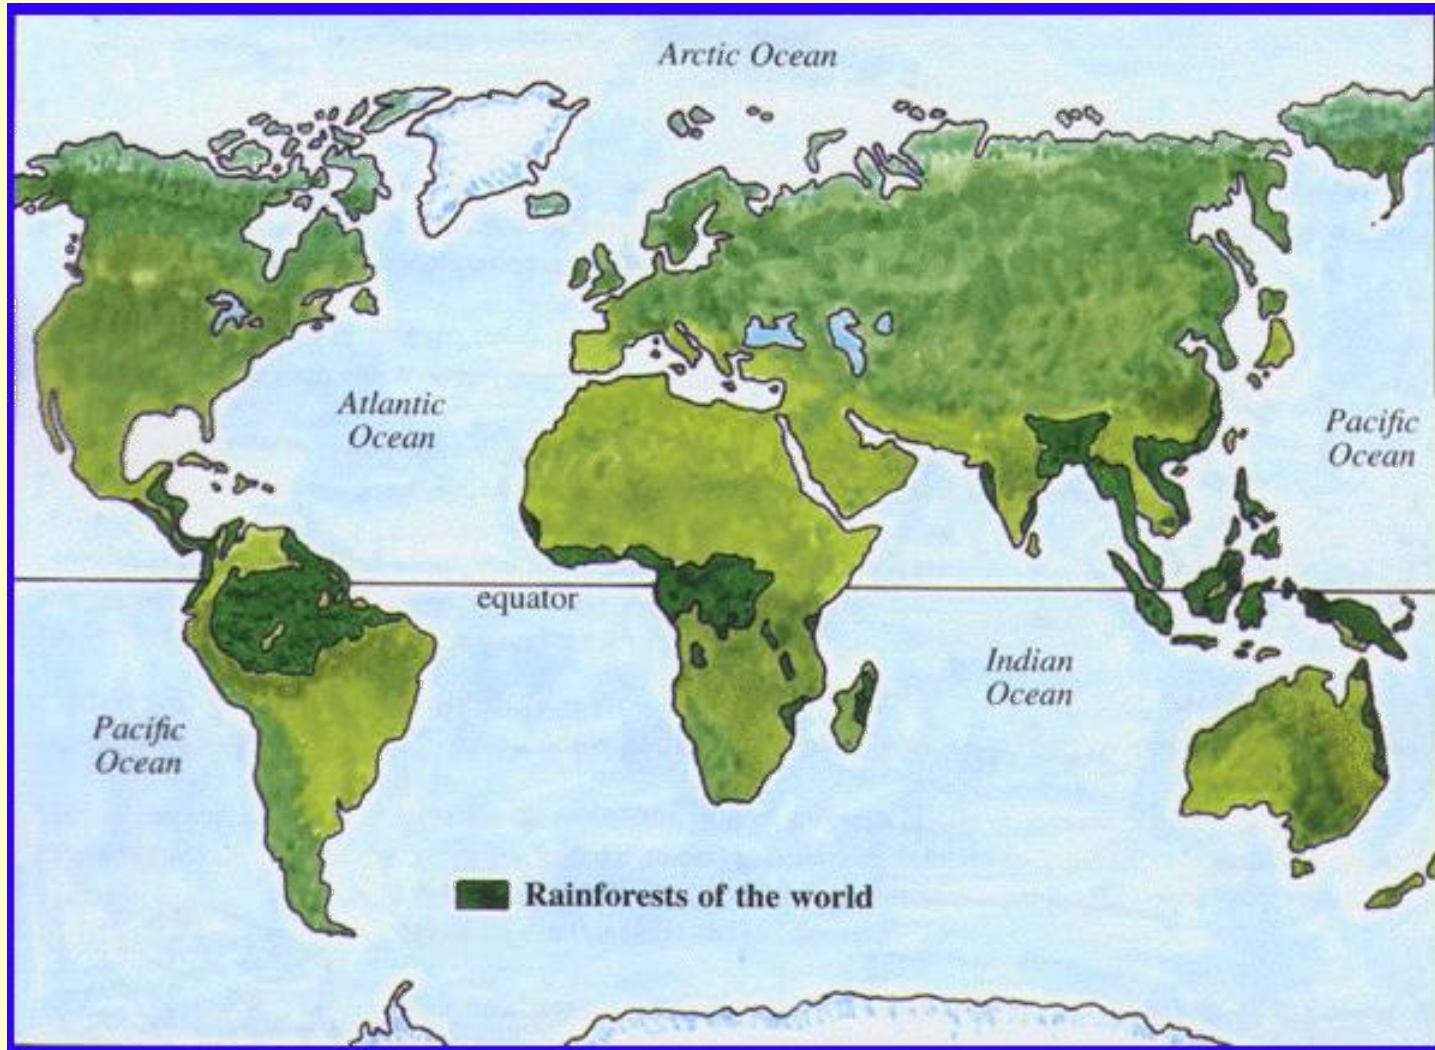 Arctic Ocean
Atlantic
Ocean
Pacific
Ocean
equator
Indian
Ocean
Pacific
Ocean
Rainforests of the world